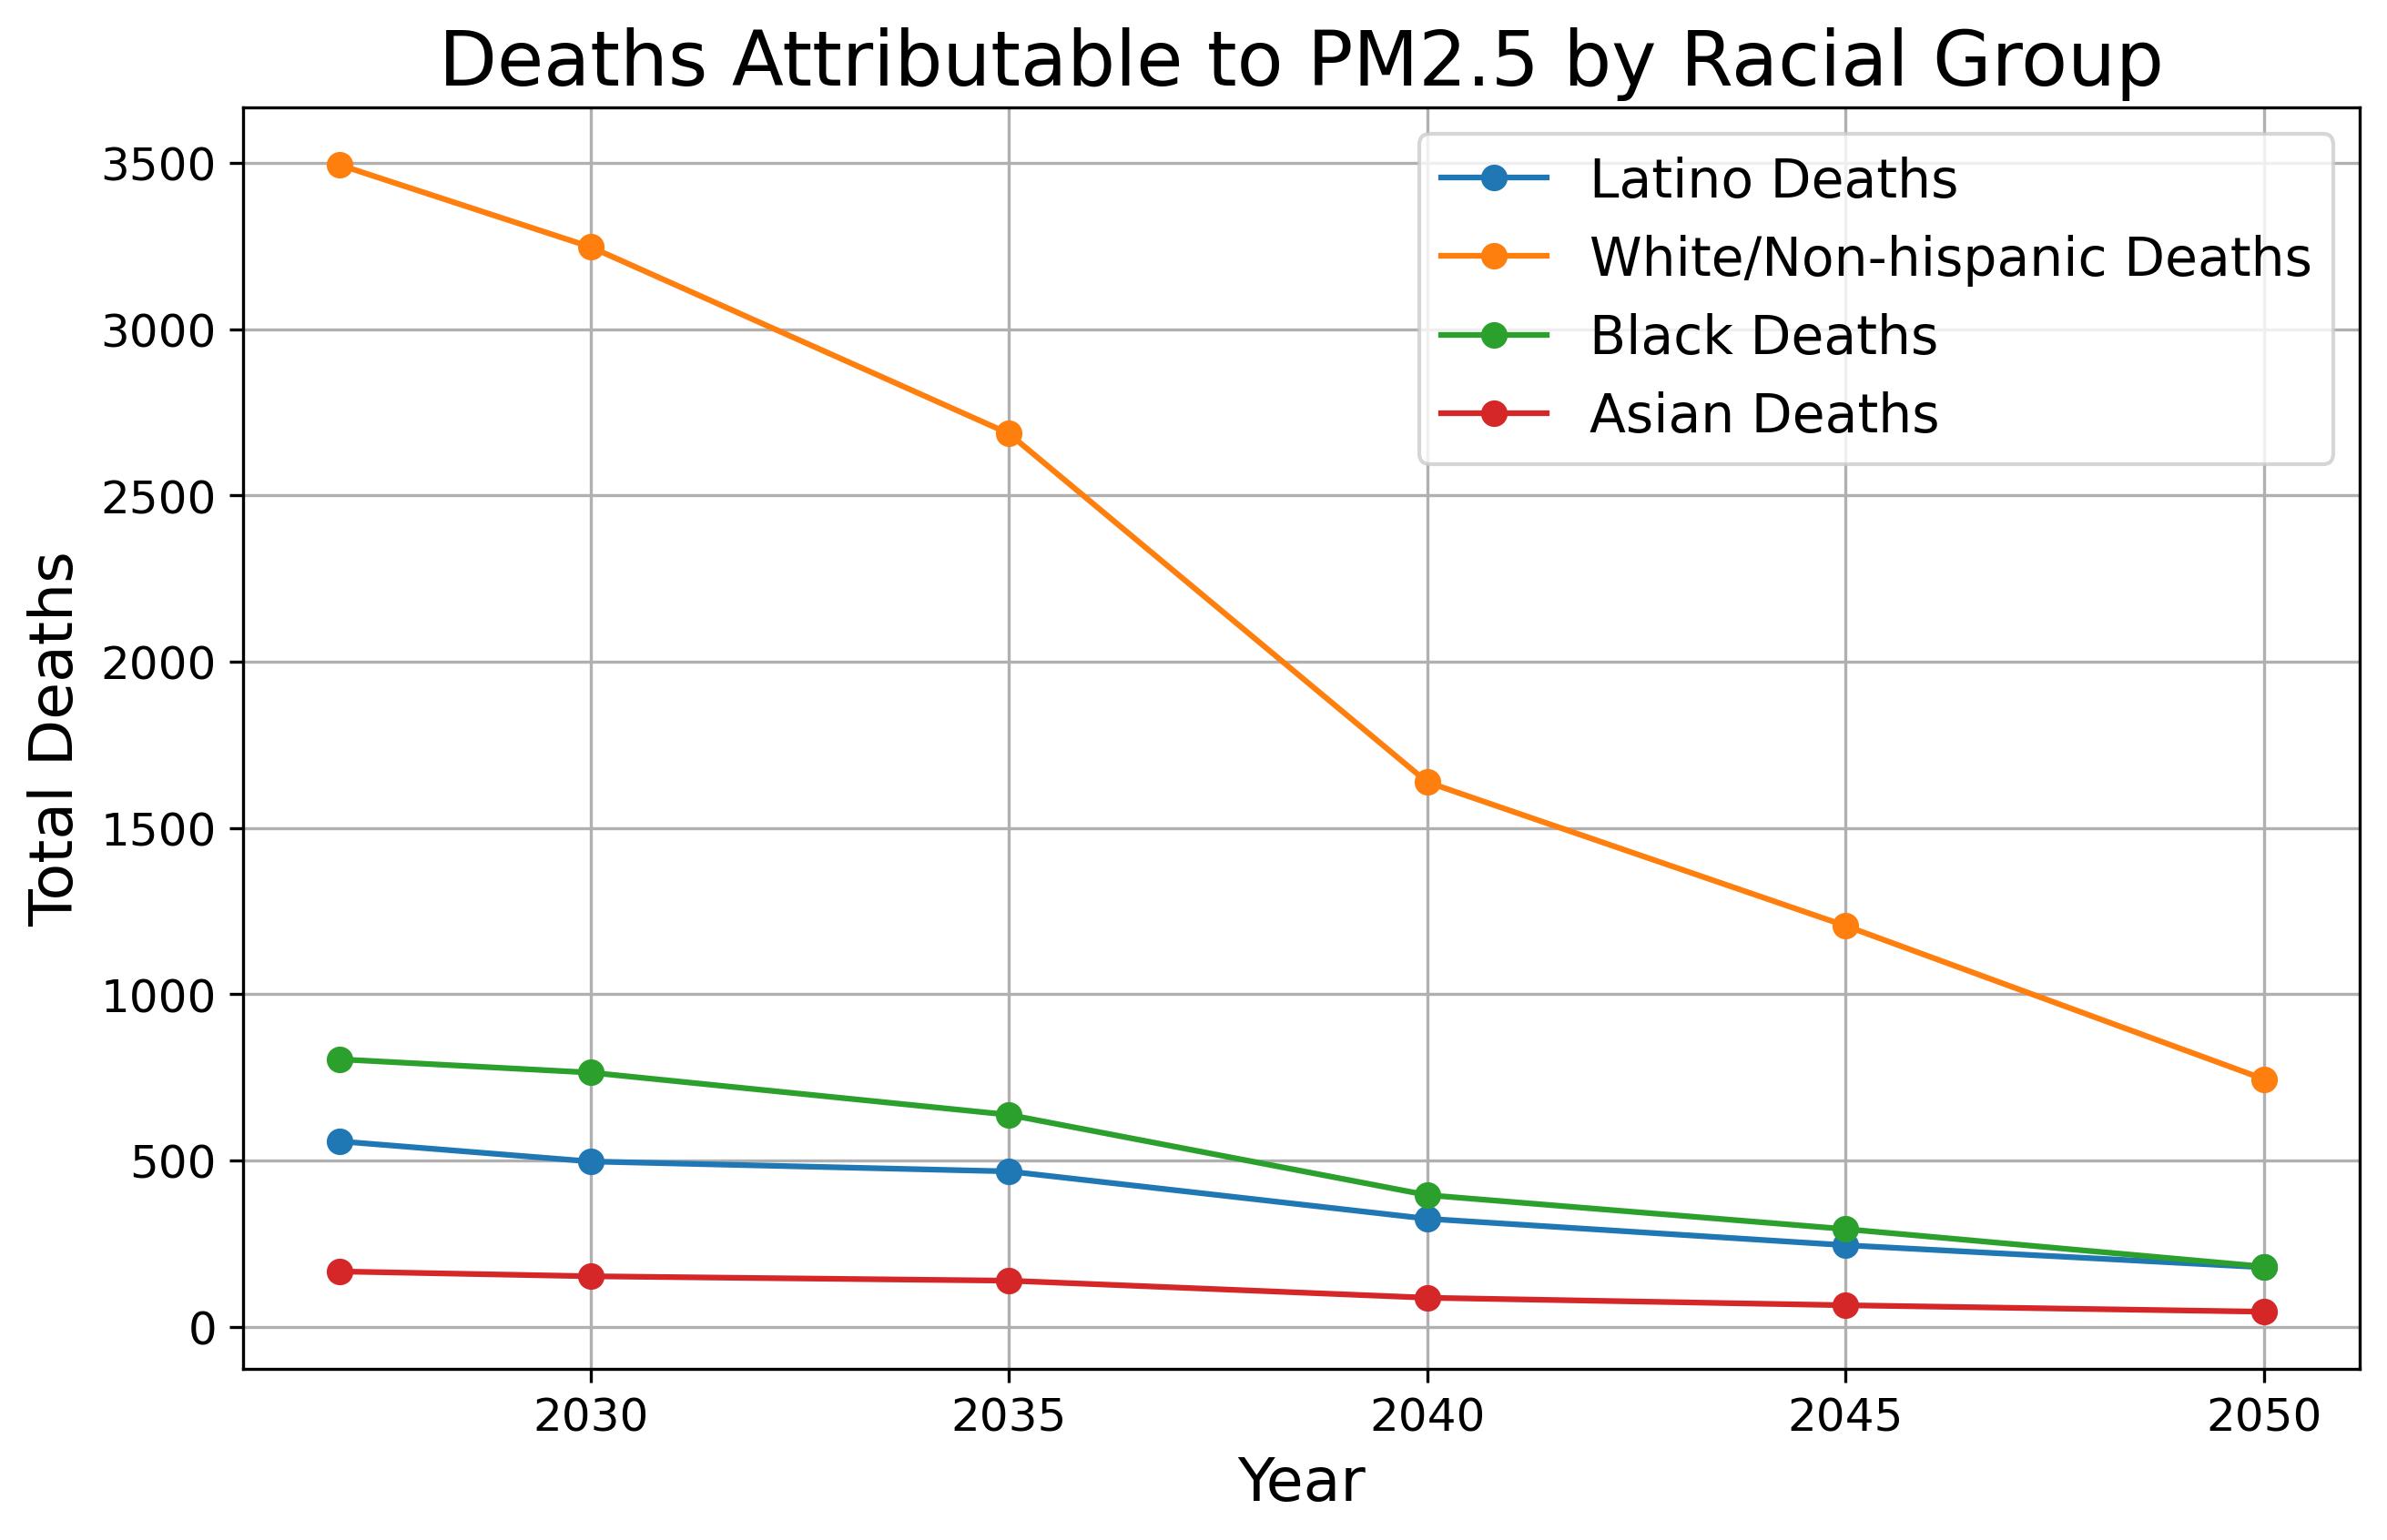 Deaths Attributable to PM2.5 by Racial Group
Latino Deaths
White/Non-hispanic Deaths
Black Deaths
Asian Deaths
Total Deaths
3500
3000
2500
2000
1500
1000
500
0
2030 2035 2040 2045 2050
Year